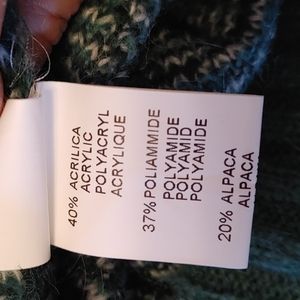 40% ACRILICA
ACRYLIC
POLYACRYL
ACRYLIQUE
37% POLIAMMIDE
POLYAMIDE
POLYAMID
POLYAMIDE
20% ALPACA
ALPACA